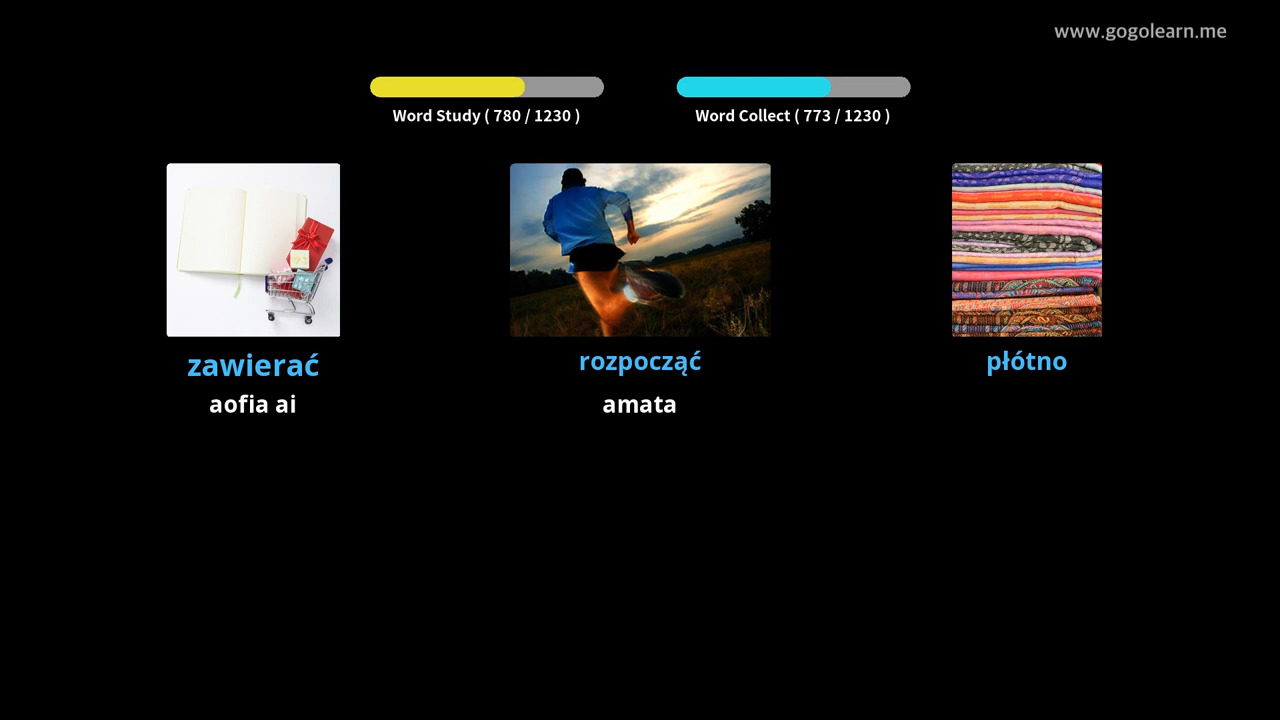 www.gogolearn.me
Word Study ( 780 / 1230 )
Word Collect ( 773 / 1230 )
zawierać
rozpocząć
płótno
aofia ai
amata